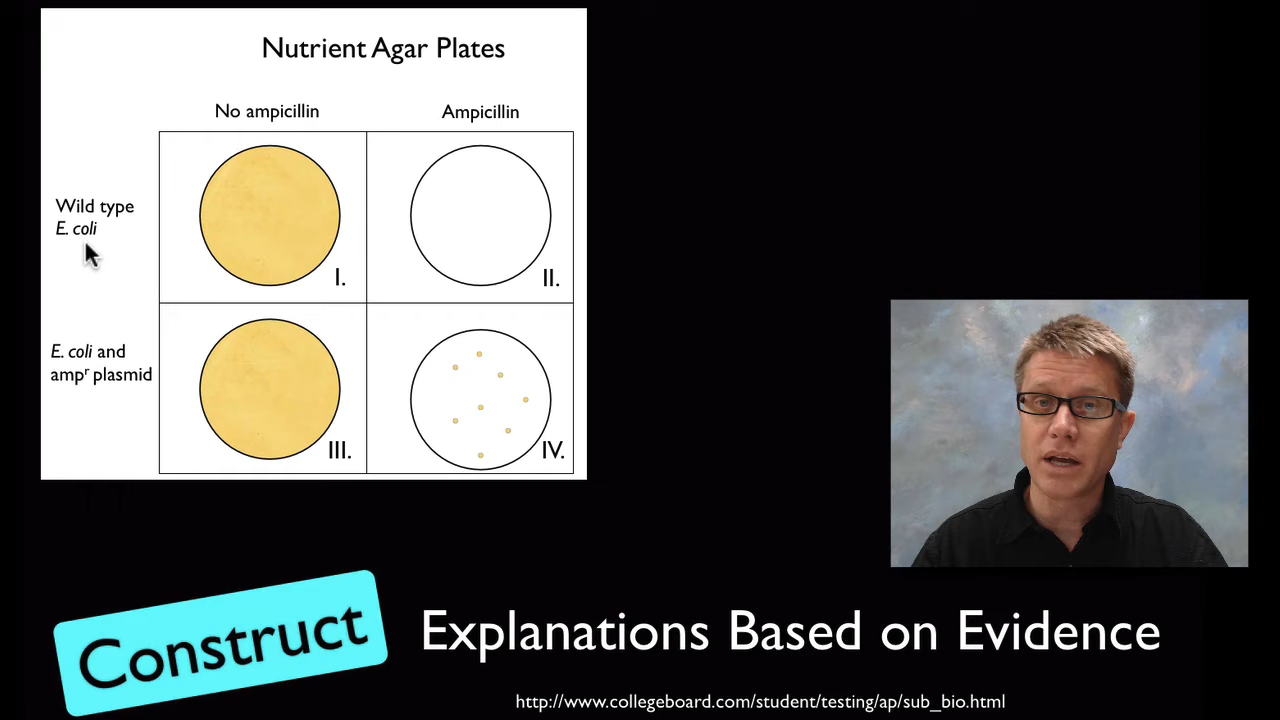 Nutrient Agar Plates
No ampicillin
Ampicillin
Wild type
E. coli
I.
II.
E. coli and
ampʳ plasmid
III.
IV.
Construct
Explanations Based on Evidence
http://www.collegeboard.com/student/testing/ap/sub_bio.html